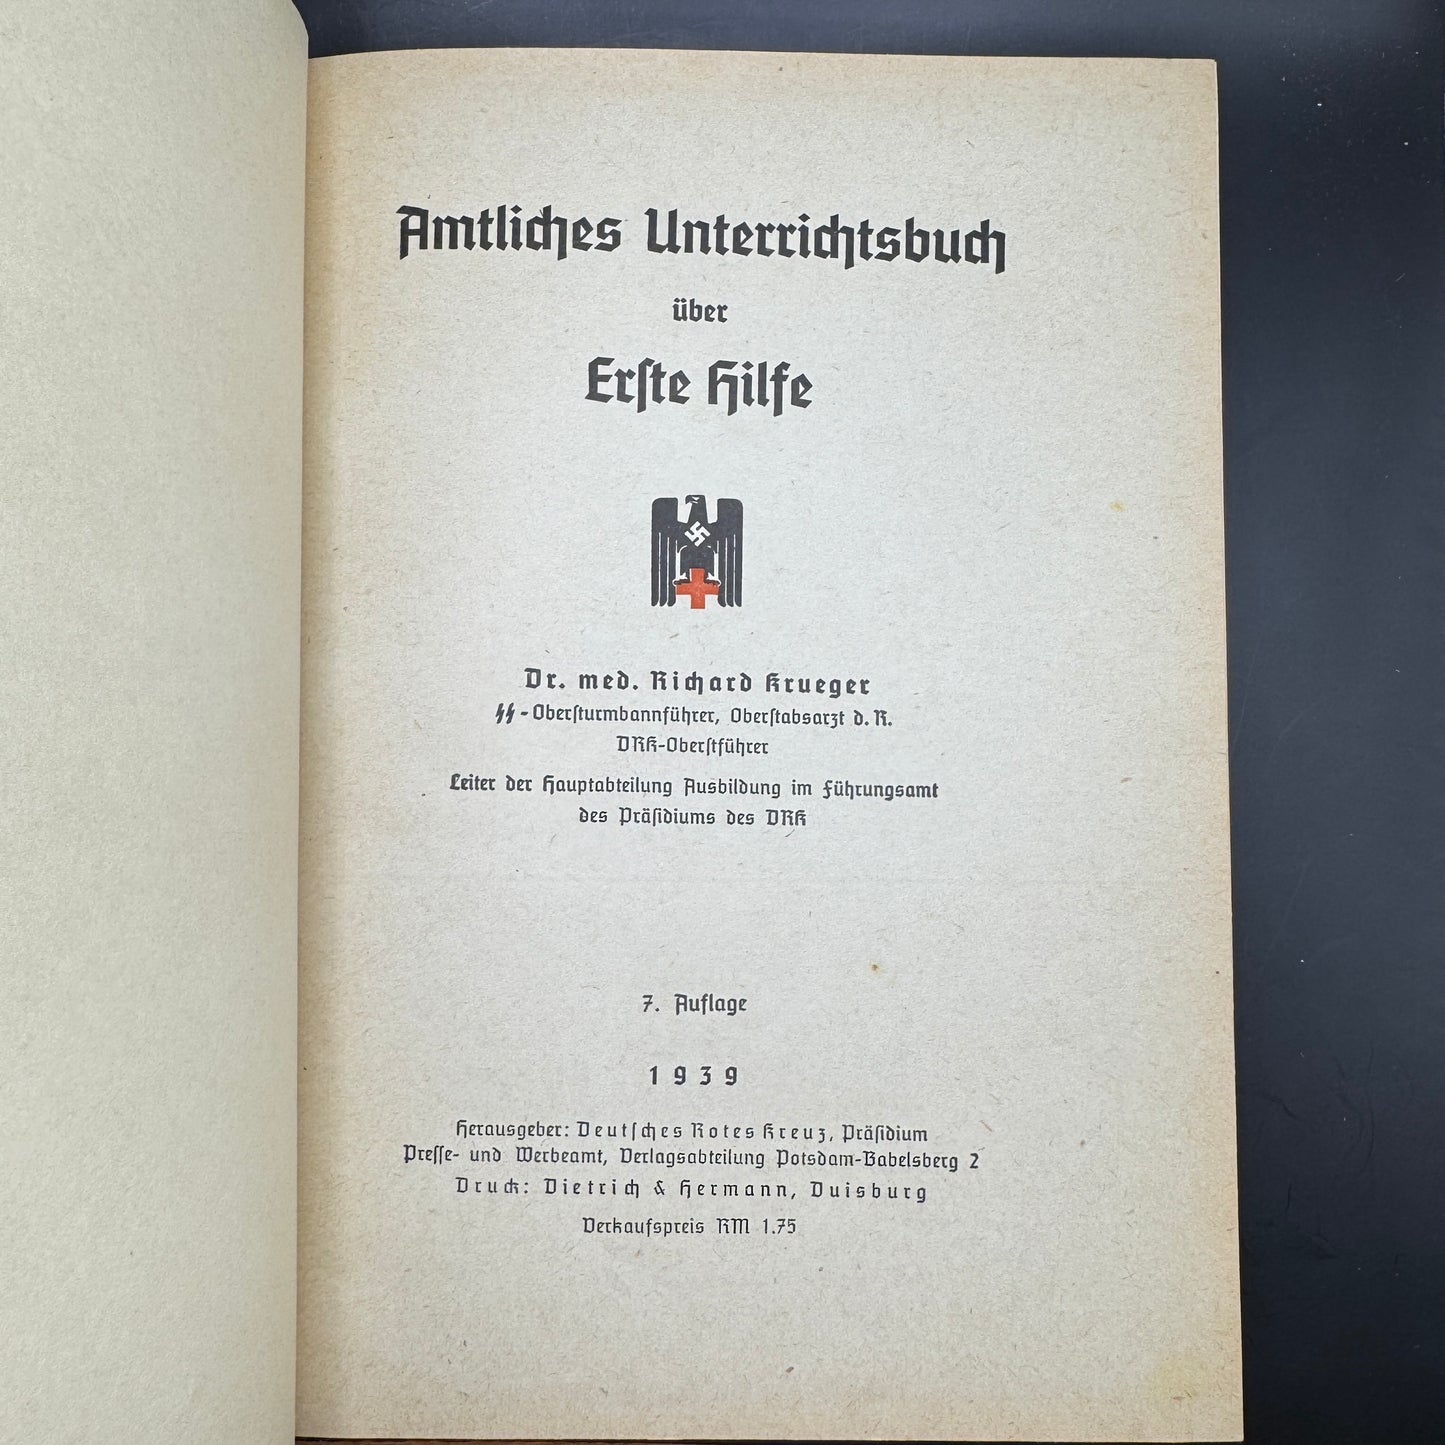 Amtliches Unterrichtsbuch
über
Erſte Hilfe
Dr. med. Richard Krueger
ᛋᛋ-Oberſturmbannführer, Oberſtabsarzt d. R.
DRK-Oberſtführer
Leiter der Hauptabteilung Ausbildung im Führungsamt
des Präſidiums des DRK
7. Auflage
1939
Herausgeber: Deutſches Rotes Kreuz, Präſidium
Preſſe- und Werbeamt, Verlagsabteilung Potsdam-Babelsberg 2
Druck: Dietrich & Hermann, Duisburg
Verkaufspreis RM 1.75